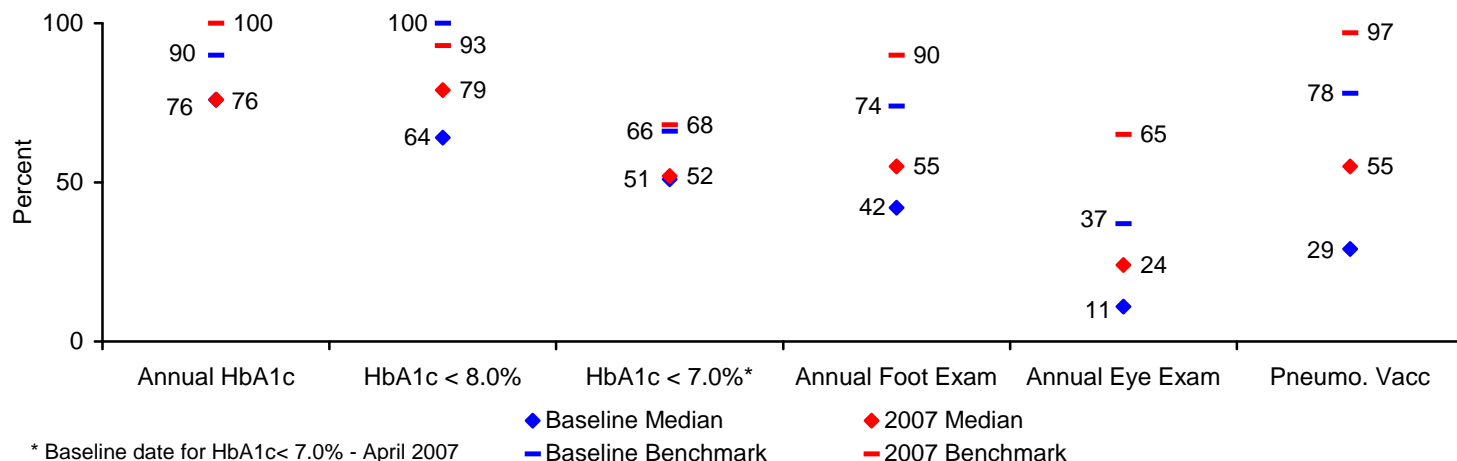 100
50
0
Percent
90
100
76
76
100
93
79
64
66
68
51
52
90
74
55
42
65
37
24
11
97
78
55
29
Annual HbA1c
HbA1c < 8.0%
HbA1c < 7.0%*
Annual Foot Exam
Annual Eye Exam
Pneumo. Vacc
Baseline Median
2007 Median
Baseline Benchmark
2007 Benchmark
* Baseline date for HbA1c< 7.0% - April 2007